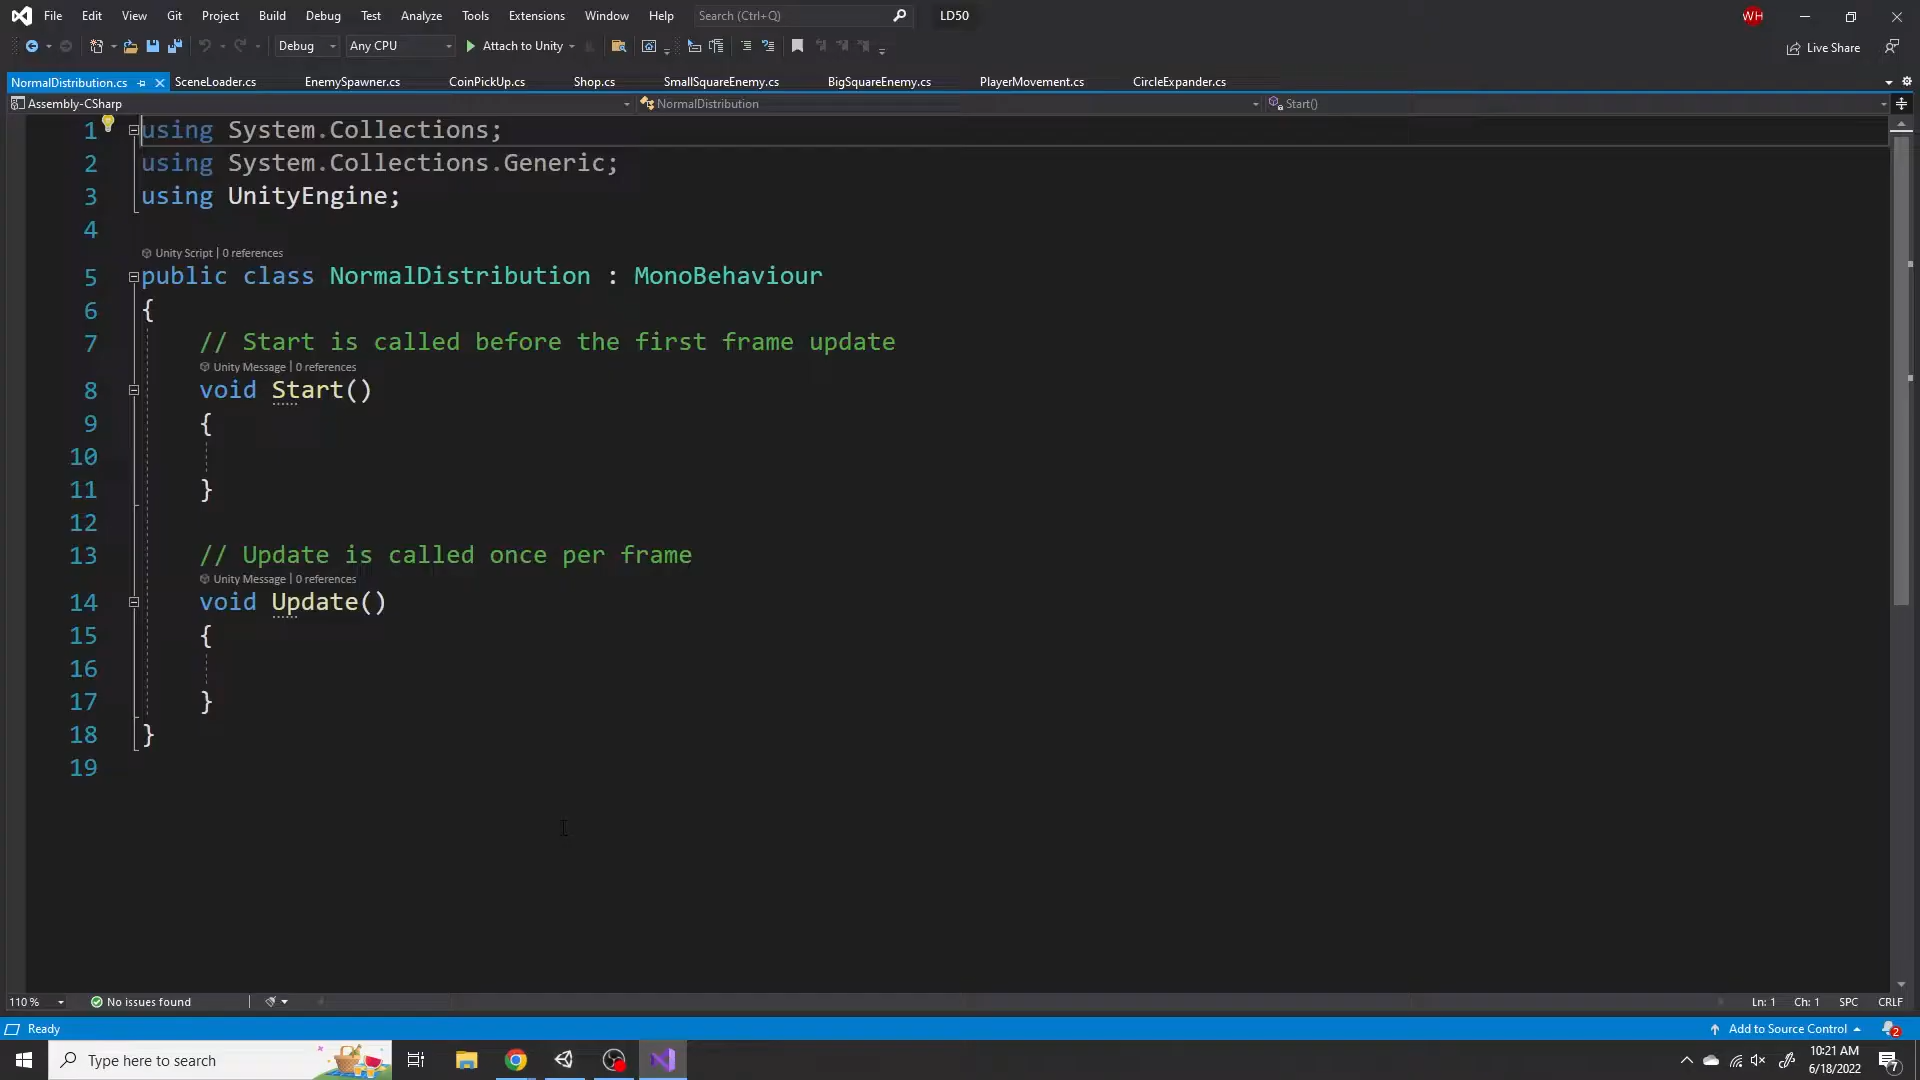 File Edit View Git Project Build Debug Test Analyze Tools Extensions Window Help Search (Ctrl+Q) LD50 WH
Debug Any CPU Attach to Unity Live Share
NormalDistribution.cs SceneLoader.cs EnemySpawner.cs CoinPickUp.cs Shop.cs SmallSquareEnemy.cs BigSquareEnemy.cs PlayerMovement.cs CircleExpander.cs
Assembly-CSharp NormalDistribution Start()
1 using System.Collections;
2 using System.Collections.Generic;
3 using UnityEngine;
4
Unity Script | 0 references
5 public class NormalDistribution : MonoBehaviour
6 {
7 // Start is called before the first frame update
Unity Message | 0 references
8 void Start()
9 {
10
11 }
12
13 // Update is called once per frame
Unity Message | 0 references
14 void Update()
15 {
16
17 }
18 }
19
110 % No issues found Ln: 1 Ch: 1 SPC CRLF
Ready Add to Source Control 2
Type here to search 10:21 AM
6/18/2022 7